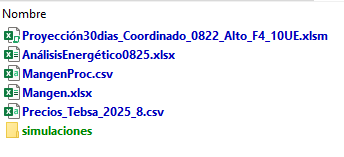 Nombre
Proyección30dias_Coordinado_0822_Alto_F4_10UE.xlsm
AnálisisEnergético0825.xlsx
MangenProc.csv
Mangen.xlsx
Precios_Tebsa_2025_8.csv
simulaciones